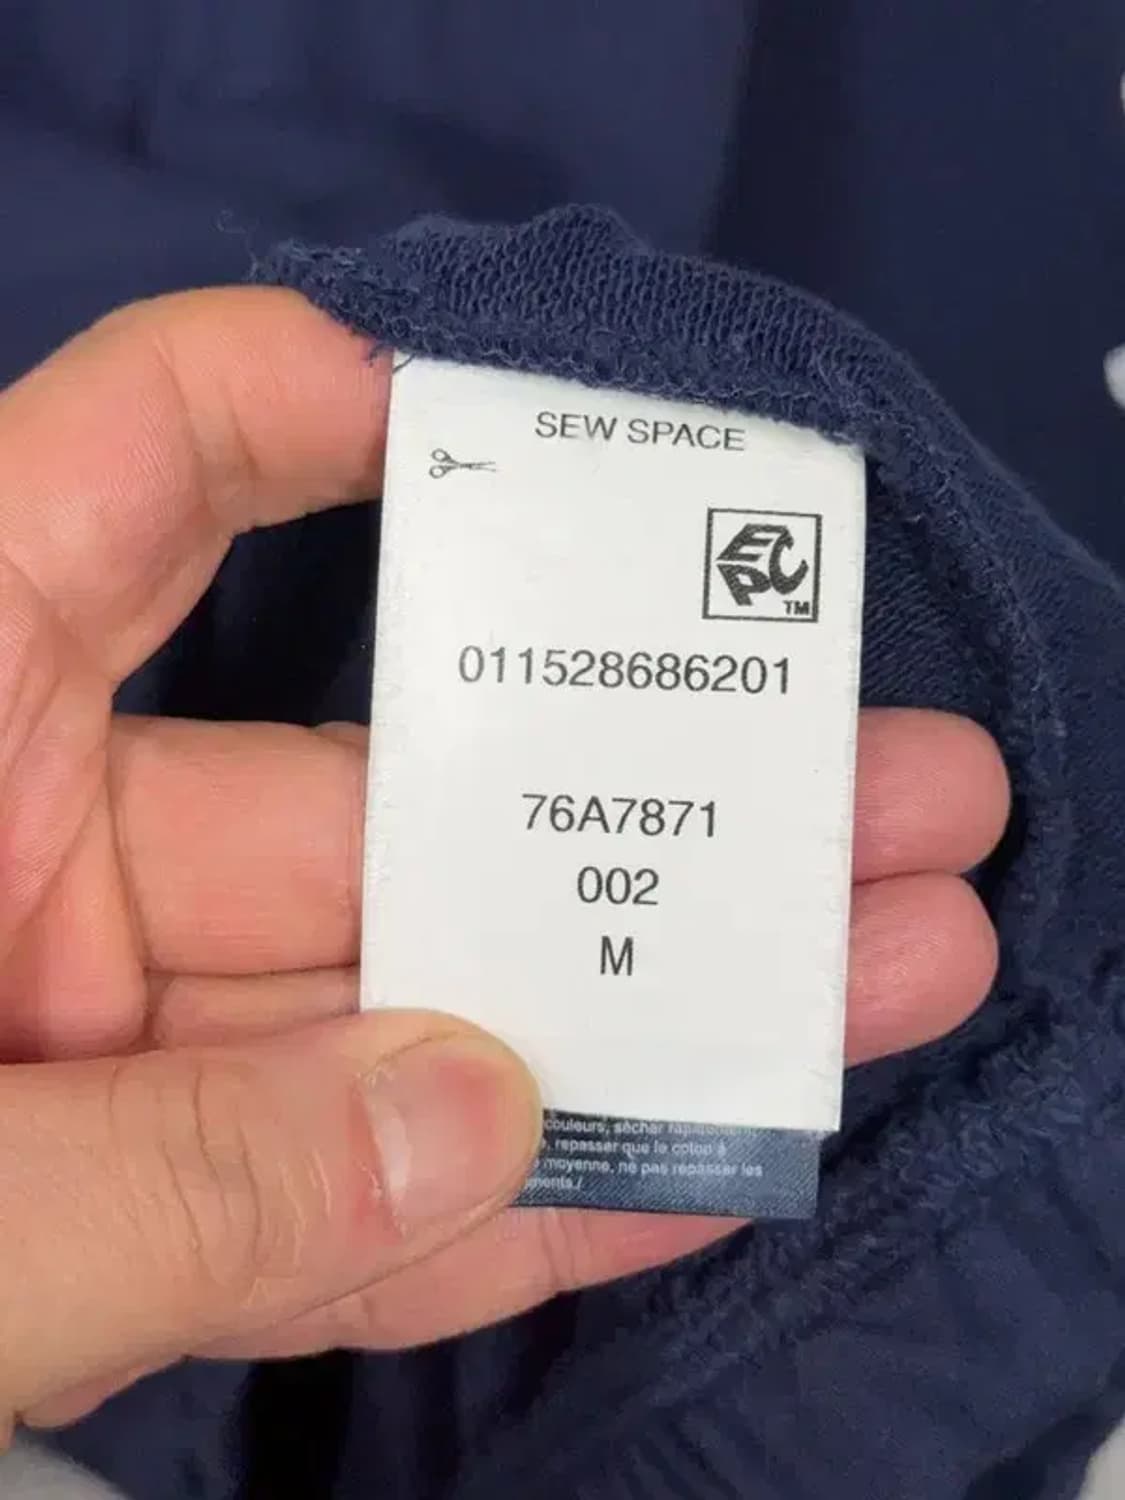 SEW SPACE
EPC
TM
011528686201
76A7871
002
M
couleurs, sécher
repasser que le coton à
moyenne, ne pas repasser les